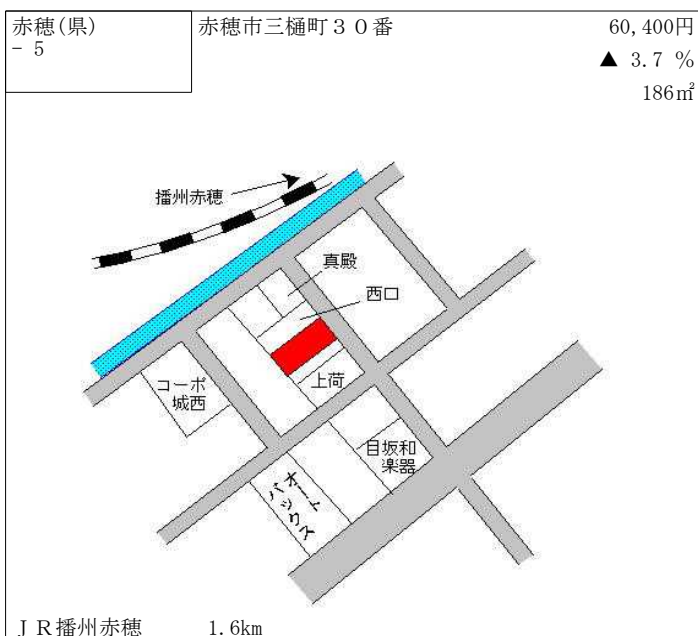 赤穂(県)
- 5
赤穂市三樋町３０番
60,400円
▲ 3.7 %
186㎡
播州赤穂
真殿
西口
上荷
コーポ
城西
目坂和
楽器
オート
バックス
ＪＲ播州赤穂 1.6km